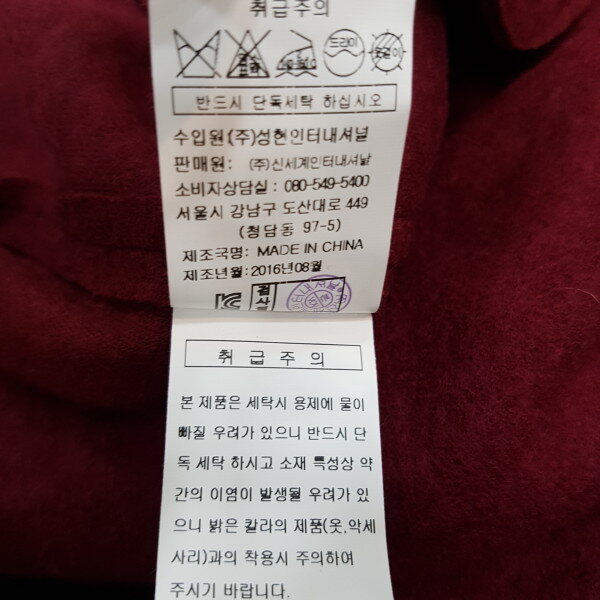 취급주의
80-120
드라이
반드시 단독세탁 하십시오
수입원(주)성현인터내셔널
판매원: (주)신세계인터내셔날
소비자상담실 : 080-549-5400
서울시 강남구 도산대로 449
(청담동 97-5)
제조국명: MADE IN CHINA
제조년월:2016년08월
검사
취급주의
본 제품은 세탁시 용제에 물이
빠질 우려가 있으니 반드시 단
독 세탁 하시고 소재 특성상 약
간의 이염이 발생될 우려가 있
으니 밝은 칼라의 제품(옷,악세
사리)과의 착용시 주의하여
주시기 바랍니다.